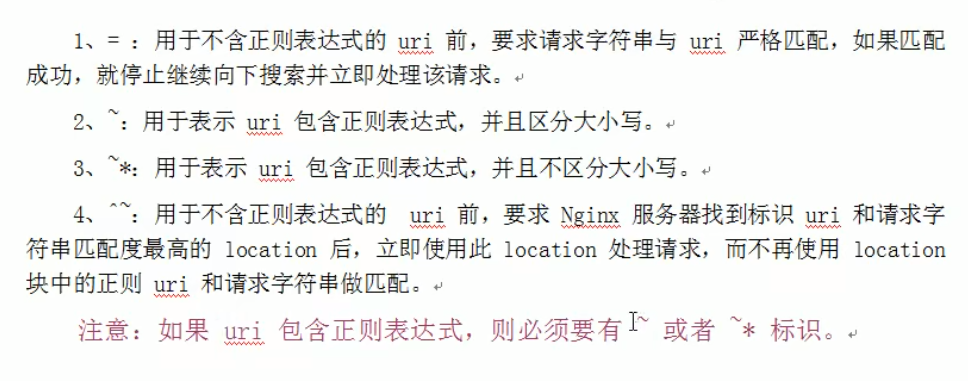 1、= ：用于不含正则表达式的 uri 前，要求请求字符串与 uri 严格匹配，如果匹配
成功，就停止继续向下搜索并立即处理该请求。
2、~：用于表示 uri 包含正则表达式，并且区分大小写。
3、~*：用于表示 uri 包含正则表达式，并且不区分大小写。
4、^~：用于不含正则表达式的 uri 前，要求 Nginx 服务器找到标识 uri 和请求字
符串匹配度最高的 location 后，立即使用此 location 处理请求，而不再使用 location
块中的正则 uri 和请求字符串做匹配。
注意：如果 uri 包含正则表达式，则必须要有 ~ 或者 ~* 标识。